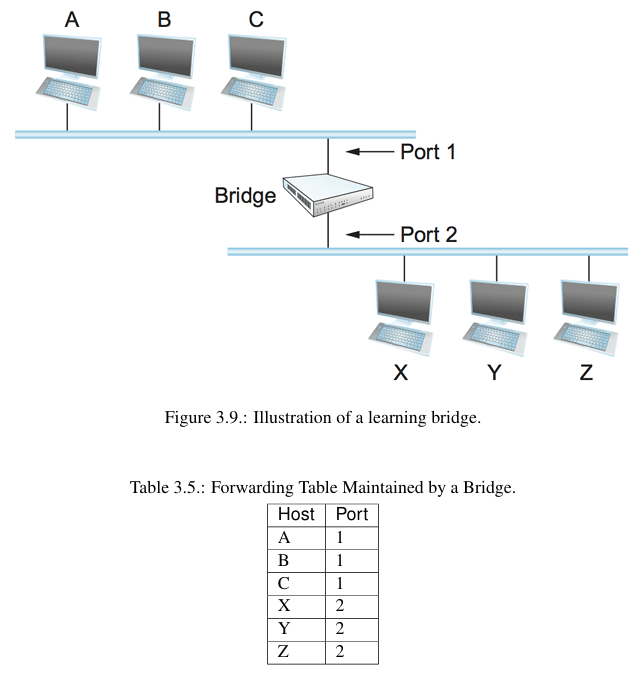 A B C
Port 1
Bridge
Port 2
X Y Z
Figure 3.9.: Illustration of a learning bridge.
Table 3.5.: Forwarding Table Maintained by a Bridge.
Host Port
A 1
B 1
C 1
X 2
Y 2
Z 2